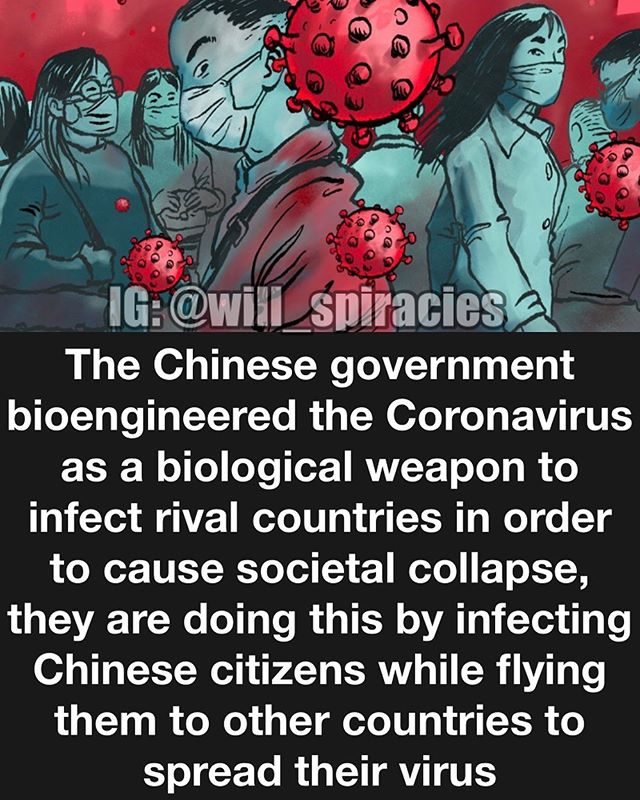 IG: @will_spiracies
The Chinese government
bioengineered the Coronavirus
as a biological weapon to
infect rival countries in order
to cause societal collapse,
they are doing this by infecting
Chinese citizens while flying
them to other countries to
spread their virus